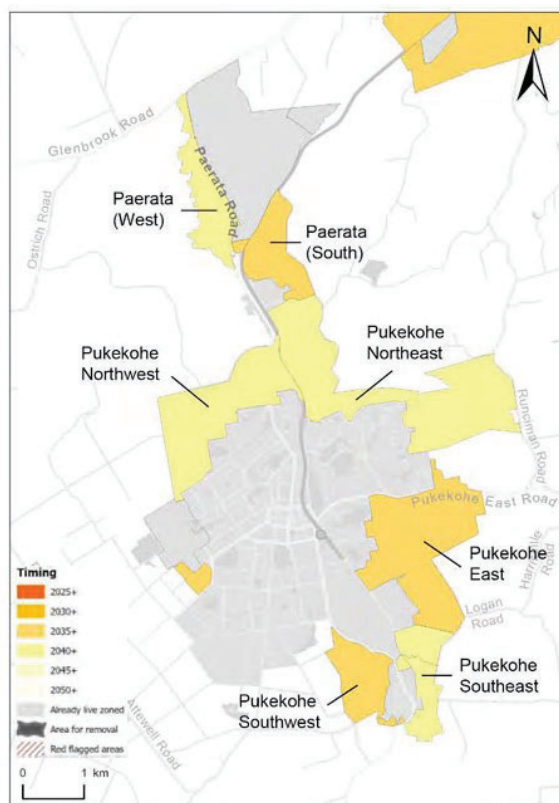 N
Glenbrook Road
Paerata Road
Ostrich Road
Paerata
(West)
Paerata
(South)
Pukekohe
Northwest
Pukekohe
Northeast
Runciman Road
Pukekohe East Road
Pukekohe
East
Logan
Road
Pukekohe
Southeast
Pukekohe
Southwest
Attewell Road
Timing
2025+
2030+
2035+
2040+
2045+
2050+
Already live zoned
Area for removal
Red flagged areas
0 1 km